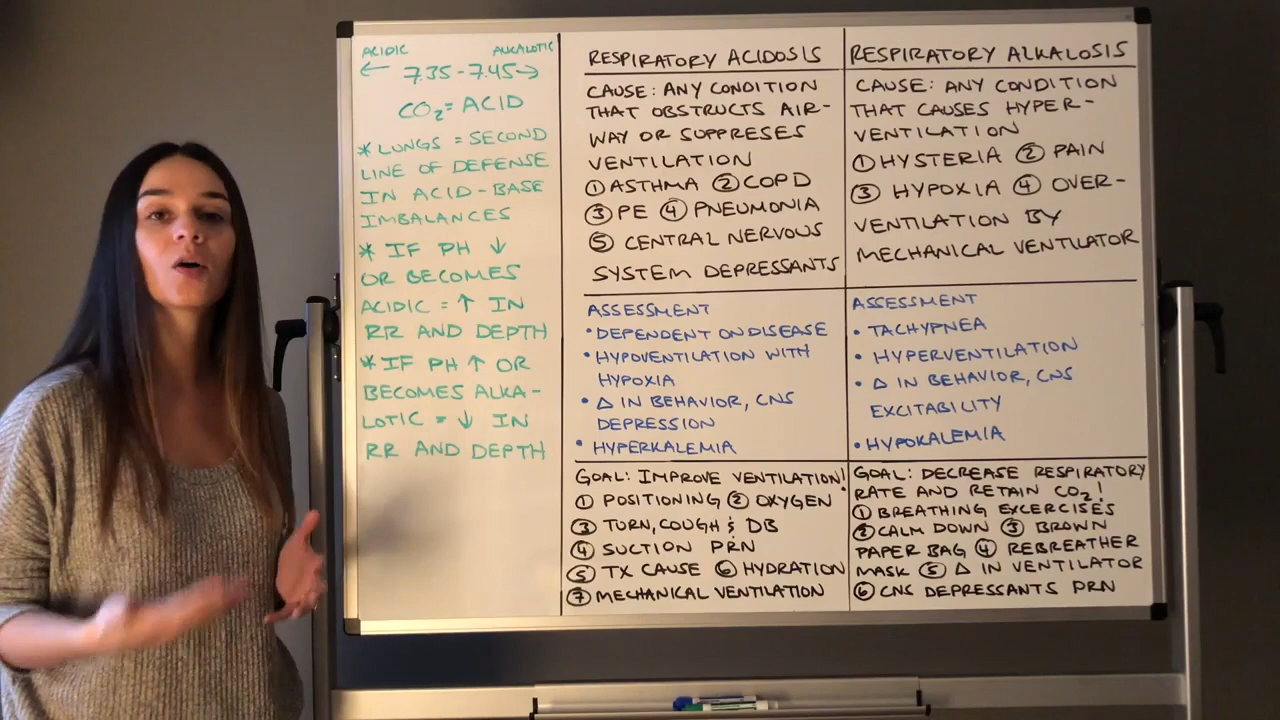 ACIDIC ALKALOTIC
← 7.35-7.45→
CO₂= ACID
* LUNGS = SECOND
LINE OF DEFENSE
IN ACID-BASE
IMBALANCES
* IF PH ↓
OR BECOMES
ACIDIC = ↑ IN
RR AND DEPTH
* IF PH ↑ OR
BECOMES ALKA-
LOTIC = ↓ IN
RR AND DEPTH
RESPIRATORY ACIDOSIS
CAUSE: ANY CONDITION
THAT OBSTRUCTS AIR-
WAY OR SUPPRESES
VENTILATION
① ASTHMA ② COPD
③ PE ④ PNEUMONIA
⑤ CENTRAL NERVOUS
SYSTEM DEPRESSANTS
ASSESSMENT
• DEPENDENT ON DISEASE
• HYPOVENTILATION WITH
HYPOXIA
• Δ IN BEHAVIOR, CNS
DEPRESSION
• HYPERKALEMIA
GOAL: IMPROVE VENTILATION!
① POSITIONING ② OXYGEN
③ TURN, COUGH & DB
④ SUCTION PRN
⑤ TX CAUSE ⑥ HYDRATION
⑦ MECHANICAL VENTILATION
RESPIRATORY ALKALOSIS
CAUSE: ANY CONDITION
THAT CAUSES HYPER-
VENTILATION
① HYSTERIA ② PAIN
③ HYPOXIA ④ OVER-
VENTILATION BY
MECHANICAL VENTILATOR
ASSESSMENT
• TACHYPNEA
• HYPERVENTILATION
• Δ IN BEHAVIOR, CNS
EXCITABILITY
• HYPOKALEMIA
GOAL: DECREASE RESPIRATORY
RATE AND RETAIN CO₂!
① BREATHING EXCERCISES
② CALM DOWN ③ BROWN
PAPER BAG ④ REBREATHER
MASK ⑤ Δ IN VENTILATOR
⑥ CNS DEPRESSANTS PRN